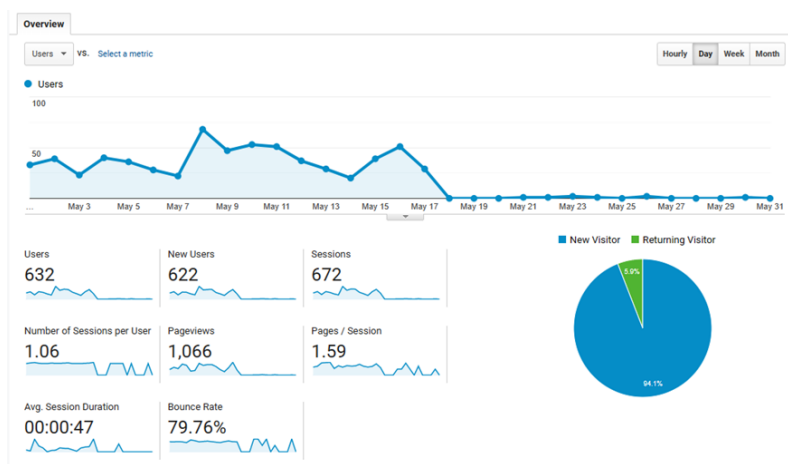 Overview
Users VS. Select a metric
Hourly Day Week Month
Users
100
50
... May 3 May 5 May 7 May 9 May 11 May 13 May 15 May 17 May 19 May 21 May 23 May 25 May 27 May 29 May 31
New Visitor Returning Visitor
Users New Users Sessions
632 622 672
5.9%
Number of Sessions per User Pageviews Pages / Session
1.06 1,066 1.59
94.1%
Avg. Session Duration Bounce Rate
00:00:47 79.76%